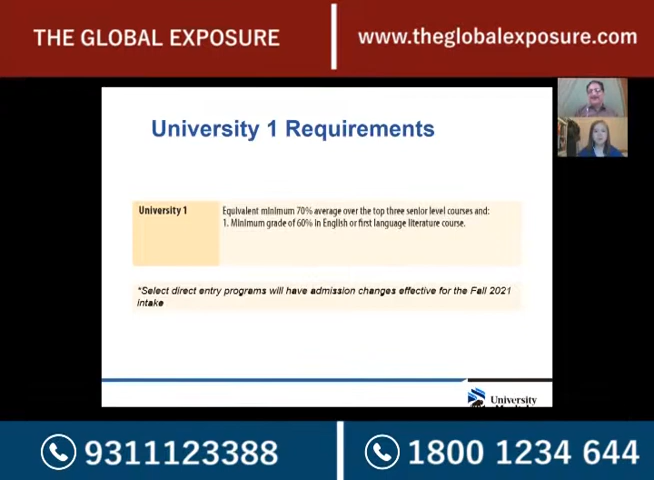 THE GLOBAL EXPOSURE
www.theglobalexposure.com
University 1 Requirements
University 1
Equivalent minimum 70% average over the top three senior level courses and:
1. Minimum grade of 60% in English or first language literature course.
*Select direct entry programs will have admission changes effective for the Fall 2021
intake
University
9311123388
1800 1234 644